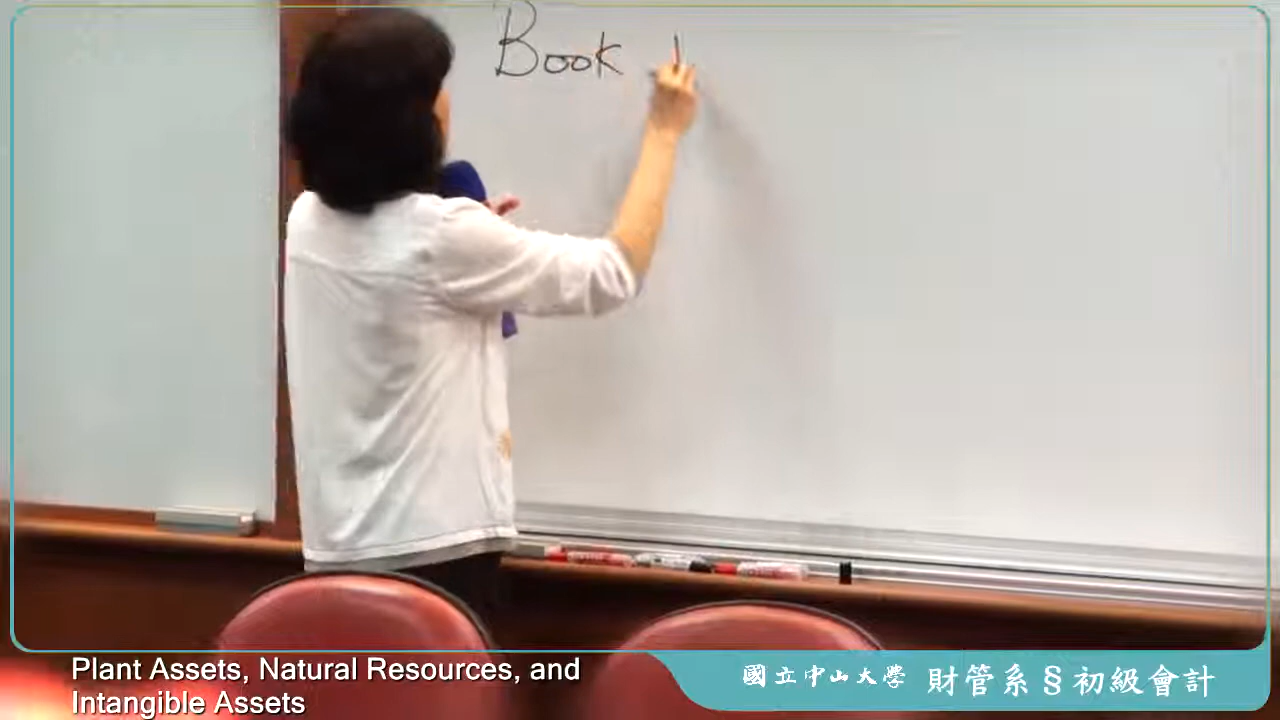 Book
Plant Assets, Natural Resources, and
Intangible Assets
國立中山大學 財管系§初級會計